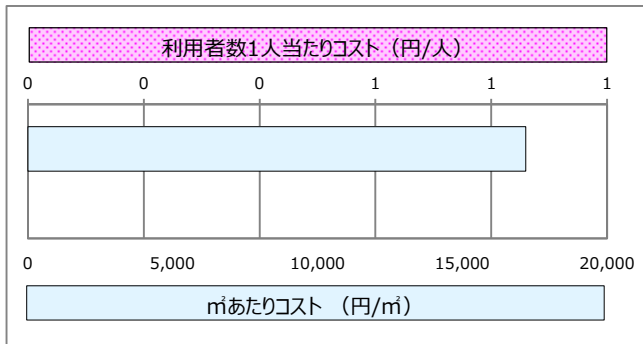 利用者数1人当たりコスト（円/人）
0 0 0 1 1 1
0 5,000 10,000 15,000 20,000
㎡あたりコスト （円/㎡）